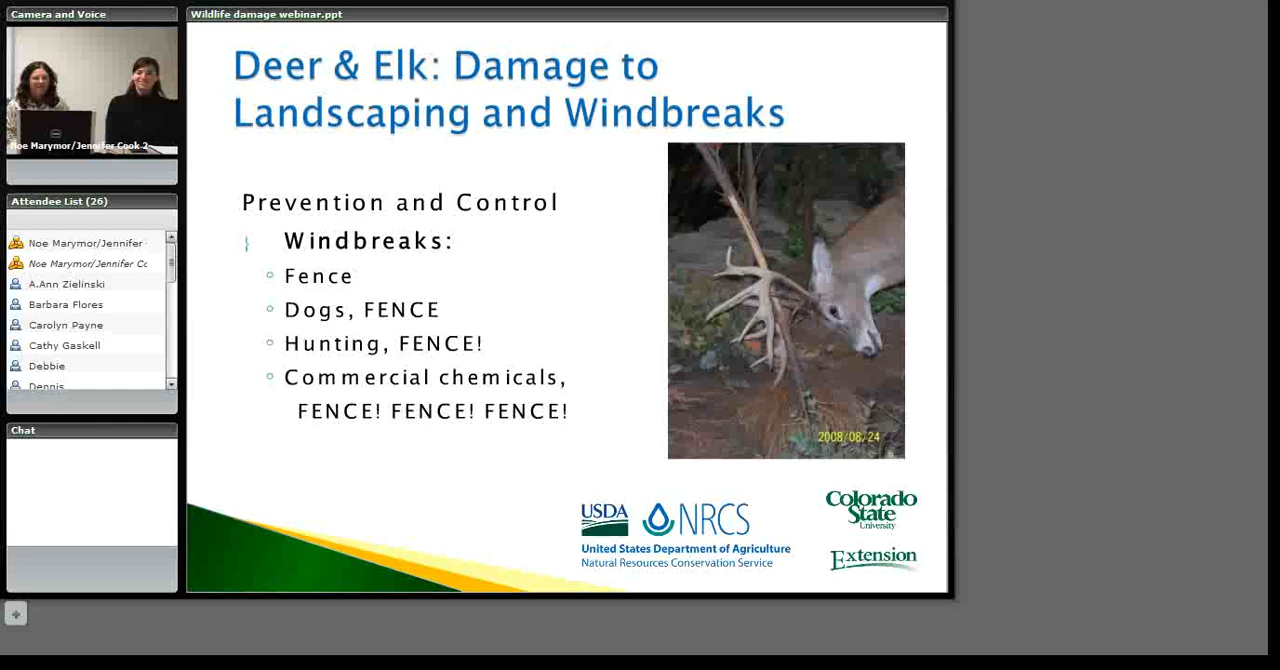 Camera and Voice
Noe Marymor/Jennifer Cook 2
Attendee List (26)
Noe Marymor/Jennifer
Noe Marymor/Jennifer Cc
A.Ann Zielinski
Barbara Flores
Carolyn Payne
Cathy Gaskell
Debbie
Dennis
Chat
Wildlife damage webinar.ppt
Deer & Elk: Damage to
Landscaping and Windbreaks
Prevention and Control
Windbreaks:
Fence
Dogs, FENCE
Hunting, FENCE!
Commercial chemicals,
FENCE! FENCE! FENCE!
2008/08/24
USDA NRCS
United States Department of Agriculture
Natural Resources Conservation Service
Colorado
State
University
Extension